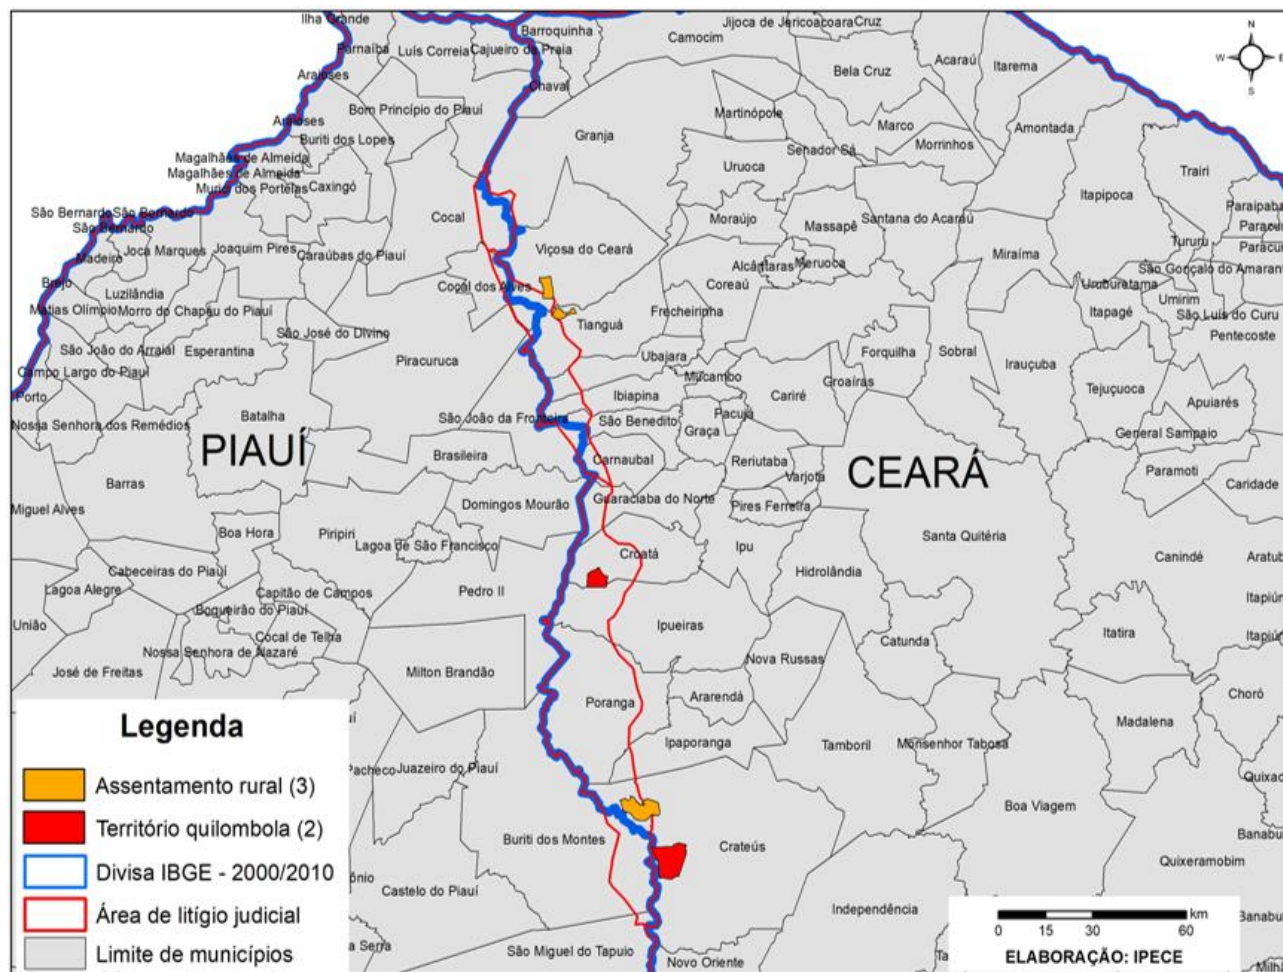 Ilha Grande
Barroquinha
Jijoca de Jericoacoara
Cruz
Camocim
Parnaíba
Luís Correia
Cajueiro da Praia
Acaraú
Itarema
N
W
E
S
Araioses
Chaval
Bela Cruz
Bom Princípio do Piauí
Martinópole
Araioses
Granja
Marco
Amontada
Buriti dos Lopes
Senador Sá
Morrinhos
Magalhães de Almeida
Magalhães de Almeida
Uruoca
Trairi
Murici dos Portelas
Caxingó
Itapipoca
São Bernardo
São Bernardo
São Bernardo
Cocal
Moraújo
Massapê
Santana do Acaraú
Paraipaba
Joca Marques
Joaquim Pires
Caraúbas do Piauí
Viçosa do Ceará
Miraíma
Tururu
Madeiro
Alcântaras
Meruoca
São Gonçalo do Amarant
Brejo
Luzilândia
Cocal dos Alves
Coreaú
Uruburetama
Umirim
Matias Olímpio
Morro do Chapéu do Piauí
Frecheirinha
Itapagé
São Luís do Curu
Tianguá
São José do Divino
Pentecoste
São João do Arraial
Esperantina
Piracuruca
Ubajara
Forquilha
Sobral
Irauçuba
Campo Largo do Piauí
Mucambo
Groaíras
Tejuçuoca
Porto
Ibiapina
Cariré
Apuiarés
Batalha
São João da Fronteira
São Benedito
Pacujá
Nossa Senhora dos Remédios
Graça
General Sampaio
PIAUÍ
Brasileira
Carnaubal
Reriutaba
Varjota
CEARÁ
Paramoti
Caridade
Barras
Guaraciaba do Norte
Miguel Alves
Domingos Mourão
Pires Ferreira
Boa Hora
Piripiri
Lagoa de São Francisco
Croatá
Ipu
Santa Quitéria
Canindé
Aratub
Cabeceiras do Piauí
Hidrolândia
Lagoa Alegre
Capitão de Campos
Pedro II
Itapiún
Boqueirão do Piauí
União
Ipueiras
Cocal de Telha
Catunda
Itatira
Itapiún
Nossa Senhora de Nazaré
Nova Russas
José de Freitas
Milton Brandão
Ararendá
Choró
Poranga
Madalena
Legenda
Ipaporanga
Tamboril
Monsenhor Tabosa
Pacheco
Juazeiro do Piauí
Quixad
Assentamento rural (3)
Boa Viagem
Território quilombola (2)
Buriti dos Montes
Crateús
Banabu
Quixeramobim
Divisa IBGE - 2000/2010
Castelo do Piauí
Área de litígio judicial
Independência
Banabu
km
0 15 30 60
a Serra
São Miguel do Tapuio
Limite de municípios
Novo Oriente
ELABORAÇÃO: IPECE